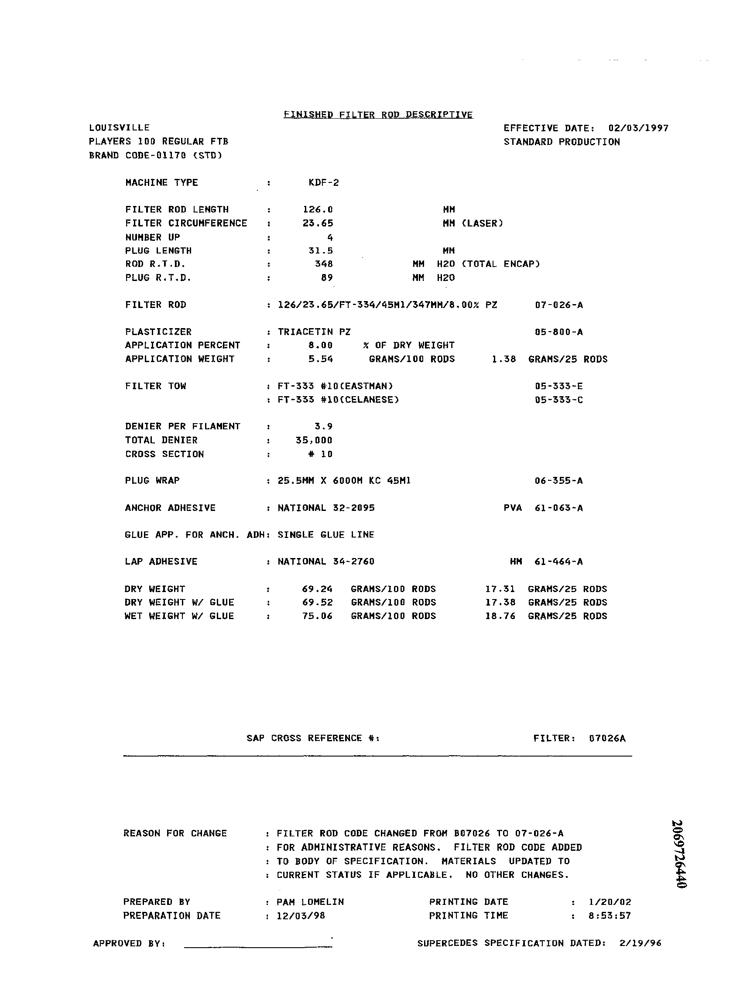 FINISHED FILTER ROD DESCRIPTIVE
LOUISVILLE EFFECTIVE DATE: 02/03/1997
PLAYERS 100 REGULAR FTB STANDARD PRODUCTION
BRAND CODE-01170 (STD)
MACHINE TYPE : KDF-2
FILTER ROD LENGTH : 126.0 MM
FILTER CIRCUMFERENCE : 23.65 MM (LASER)
NUMBER UP : 4
PLUG LENGTH : 31.5 MM
ROD R.T.D. : 348 MM H2O (TOTAL ENCAP)
PLUG R.T.D. : 89 MM H2O
FILTER ROD : 126/23.65/FT-334/45M1/347MM/8.00% PZ 07-026-A
PLASTICIZER : TRIACETIN PZ 05-800-A
APPLICATION PERCENT : 8.00 % OF DRY WEIGHT
APPLICATION WEIGHT : 5.54 GRAMS/100 RODS 1.38 GRAMS/25 RODS
FILTER TOW : FT-333 #10(EASTMAN) 05-333-E
: FT-333 #10(CELANESE) 05-333-C
DENIER PER FILAMENT : 3.9
TOTAL DENIER : 35,000
CROSS SECTION : # 10
PLUG WRAP : 25.5MM X 6000M KC 45M1 06-355-A
ANCHOR ADHESIVE : NATIONAL 32-2095 PVA 61-063-A
GLUE APP. FOR ANCH. ADH: SINGLE GLUE LINE
LAP ADHESIVE : NATIONAL 34-2760 HM 61-464-A
DRY WEIGHT : 69.24 GRAMS/100 RODS 17.31 GRAMS/25 RODS
DRY WEIGHT W/ GLUE : 69.52 GRAMS/100 RODS 17.38 GRAMS/25 RODS
WET WEIGHT W/ GLUE : 75.06 GRAMS/100 RODS 18.76 GRAMS/25 RODS
SAP CROSS REFERENCE #: FILTER: 07026A
REASON FOR CHANGE : FILTER ROD CODE CHANGED FROM B07026 TO 07-026-A
: FOR ADMINISTRATIVE REASONS. FILTER ROD CODE ADDED
: TO BODY OF SPECIFICATION. MATERIALS UPDATED TO
: CURRENT STATUS IF APPLICABLE. NO OTHER CHANGES.
PREPARED BY : PAM LOMELIN PRINTING DATE : 1/20/02
PREPARATION DATE : 12/03/98 PRINTING TIME : 8:53:57
APPROVED BY: SUPERCEDES SPECIFICATION DATED: 2/19/96
2069726440